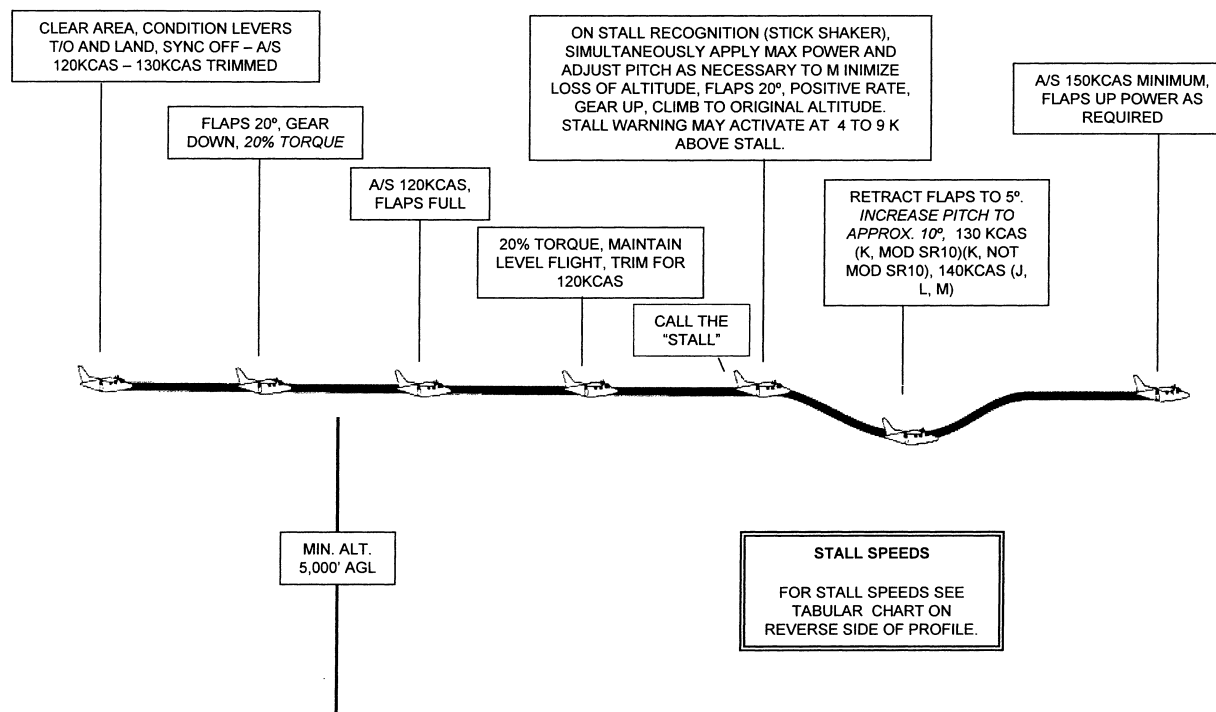 CLEAR AREA, CONDITION LEVERS
T/O AND LAND, SYNC OFF – A/S
120KCAS – 130KCAS TRIMMED
FLAPS 20º, GEAR
DOWN, 20% TORQUE
A/S 120KCAS,
FLAPS FULL
20% TORQUE, MAINTAIN
LEVEL FLIGHT, TRIM FOR
120KCAS
CALL THE
“STALL”
ON STALL RECOGNITION (STICK SHAKER),
SIMULTANEOUSLY APPLY MAX POWER AND
ADJUST PITCH AS NECESSARY TO M INIMIZE
LOSS OF ALTITUDE, FLAPS 20º, POSITIVE RATE,
GEAR UP, CLIMB TO ORIGINAL ALTITUDE.
STALL WARNING MAY ACTIVATE AT 4 TO 9 K
ABOVE STALL.
RETRACT FLAPS TO 5º.
INCREASE PITCH TO
APPROX. 10º, 130 KCAS
(K, MOD SR10)(K, NOT
MOD SR10), 140KCAS (J,
L, M)
A/S 150KCAS MINIMUM,
FLAPS UP POWER AS
REQUIRED
MIN. ALT.
5,000’ AGL
STALL SPEEDS
FOR STALL SPEEDS SEE
TABULAR CHART ON
REVERSE SIDE OF PROFILE.